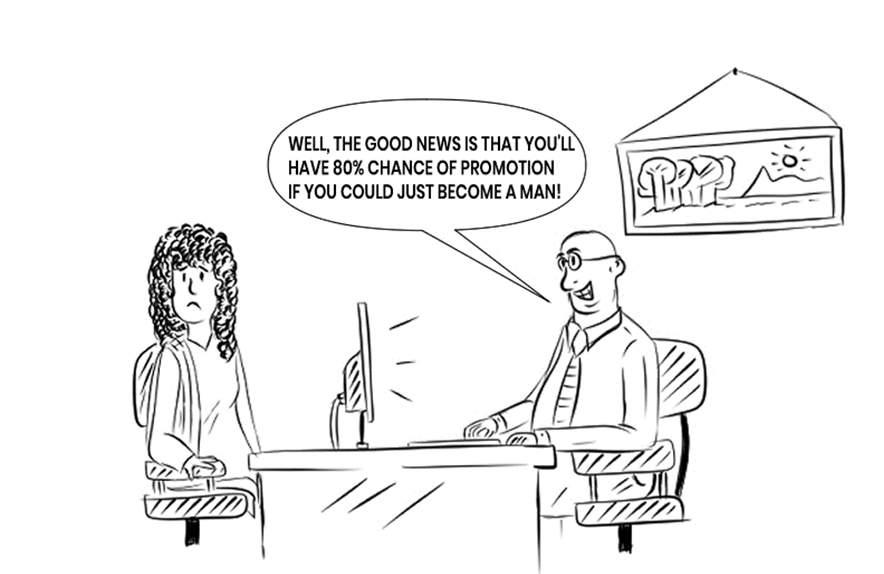 WELL, THE GOOD NEWS IS THAT YOU'LL
HAVE 80% CHANCE OF PROMOTION
IF YOU COULD JUST BECOME A MAN!